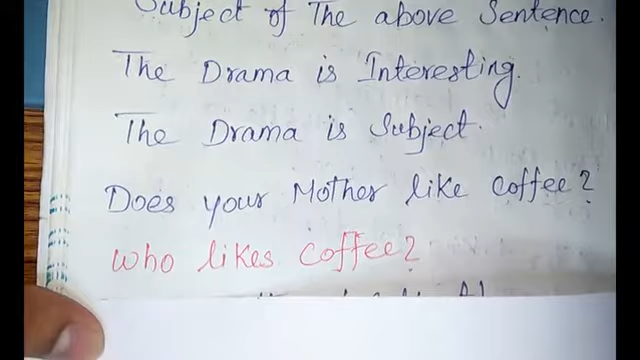 Subject of The above Sentence.
The Drama is Interesting.
The Drama is Subject.
Does your Mother like Coffee?
Who likes Coffee?